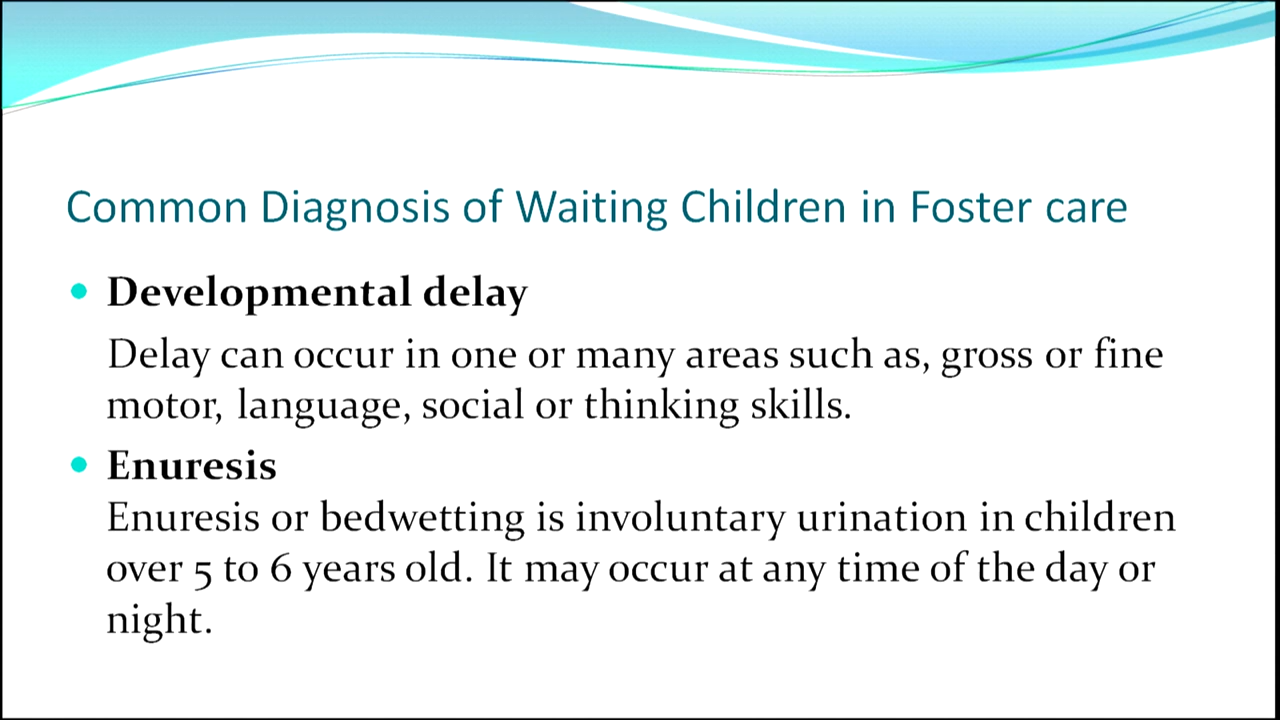 Common Diagnosis of Waiting Children in Foster care
• Developmental delay
Delay can occur in one or many areas such as, gross or fine
motor, language, social or thinking skills.
• Enuresis
Enuresis or bedwetting is involuntary urination in children
over 5 to 6 years old. It may occur at any time of the day or
night.